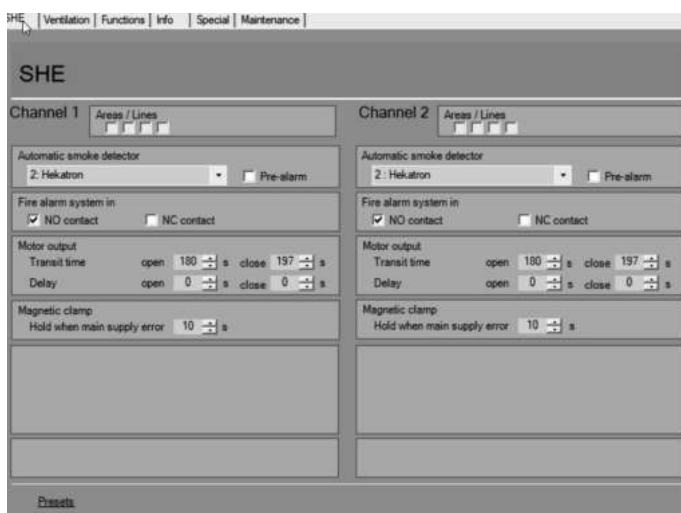 SHE | Ventilation | Functions | Info | Special | Maintenance |
SHE
Channel 1 Areas / Lines
Automatic smoke detector
2: Hekatron Pre-alarm
Fire alarm system in
NO contact NC contact
Motor output
Transit time open 180 s close 197 s
Delay open 0 s close 0 s
Magnetic clamp
Hold when main supply error 10 s
Channel 2 Areas / Lines
Automatic smoke detector
2 : Hekatron Pre-alarm
Fire alarm system in
NO contact NC contact
Motor output
Transit time open 180 s close 197 s
Delay open 0 s close 0 s
Magnetic clamp
Hold when main supply error 10 s
Presets